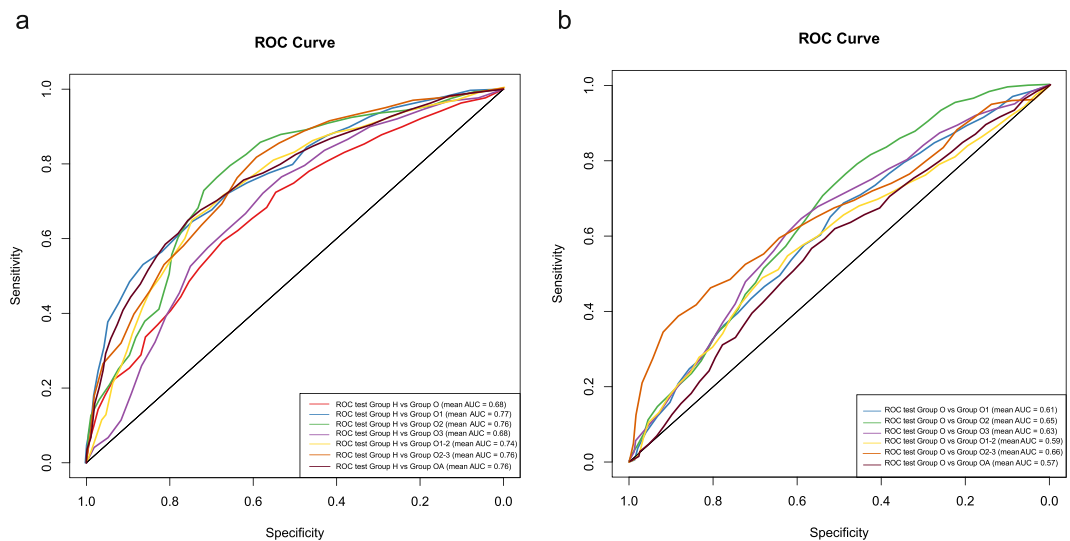 a
ROC Curve
Sensitivity
1.0
0.8
0.6
0.4
0.2
0.0
ROC test Group H vs Group O (mean AUC = 0.68)
ROC test Group H vs Group O1 (mean AUC = 0.77)
ROC test Group H vs Group O2 (mean AUC = 0.76)
ROC test Group H vs Group O3 (mean AUC = 0.68)
ROC test Group H vs Group O1-2 (mean AUC = 0.74)
ROC test Group H vs Group O2-3 (mean AUC = 0.76)
ROC test Group H vs Group OA (mean AUC = 0.76)
1.0 0.8 0.6 0.4 0.2 0.0
Specificity
b
ROC Curve
Sensitivity
1.0
0.8
0.6
0.4
0.2
0.0
ROC test Group O vs Group O1 (mean AUC = 0.61)
ROC test Group O vs Group O2 (mean AUC = 0.65)
ROC test Group O vs Group O3 (mean AUC = 0.63)
ROC test Group O vs Group O1-2 (mean AUC = 0.59)
ROC test Group O vs Group O2-3 (mean AUC = 0.66)
ROC test Group O vs Group OA (mean AUC = 0.57)
1.0 0.8 0.6 0.4 0.2 0.0
Specificity